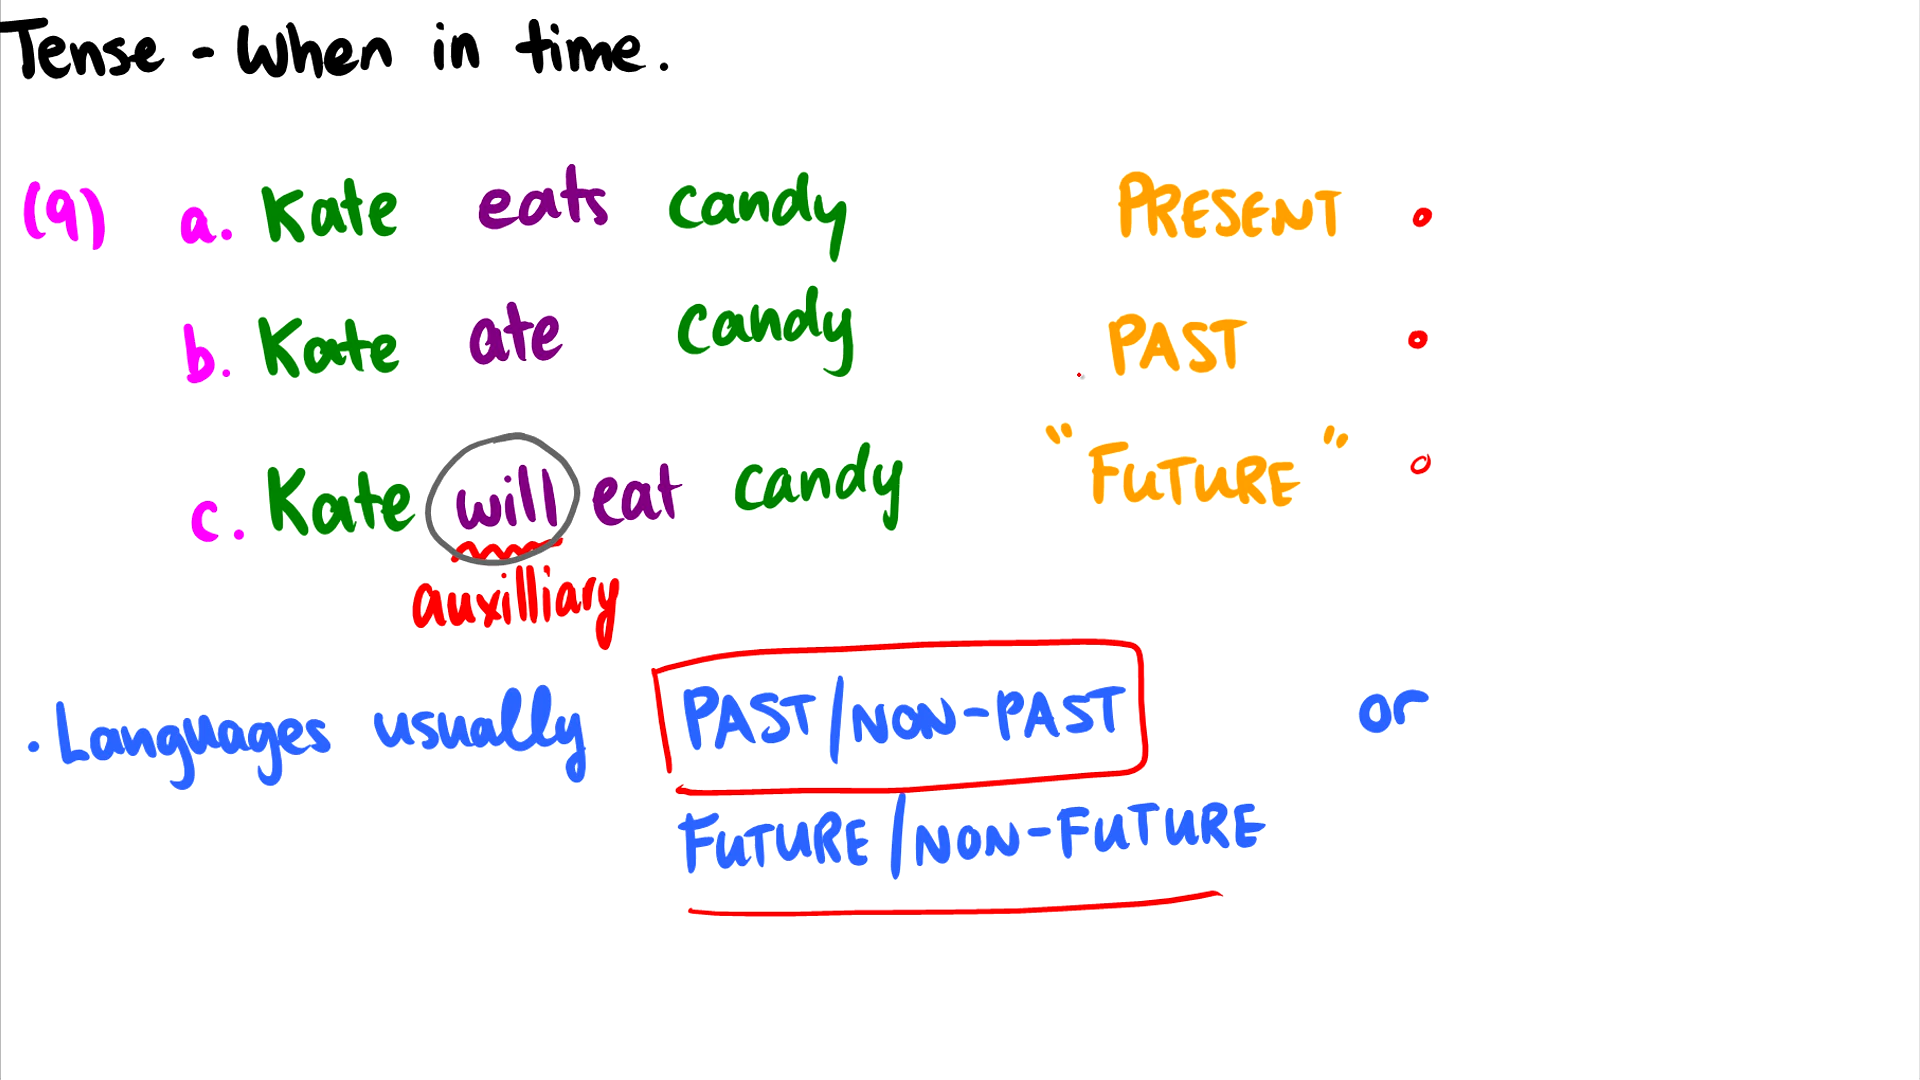 Tense - When in time.
(9) a. Kate eats candy PRESENT
b. Kate ate candy PAST
c. Kate will eat candy "FUTURE"
auxilliary
· Languages usually PAST/NON-PAST or
FUTURE/NON-FUTURE